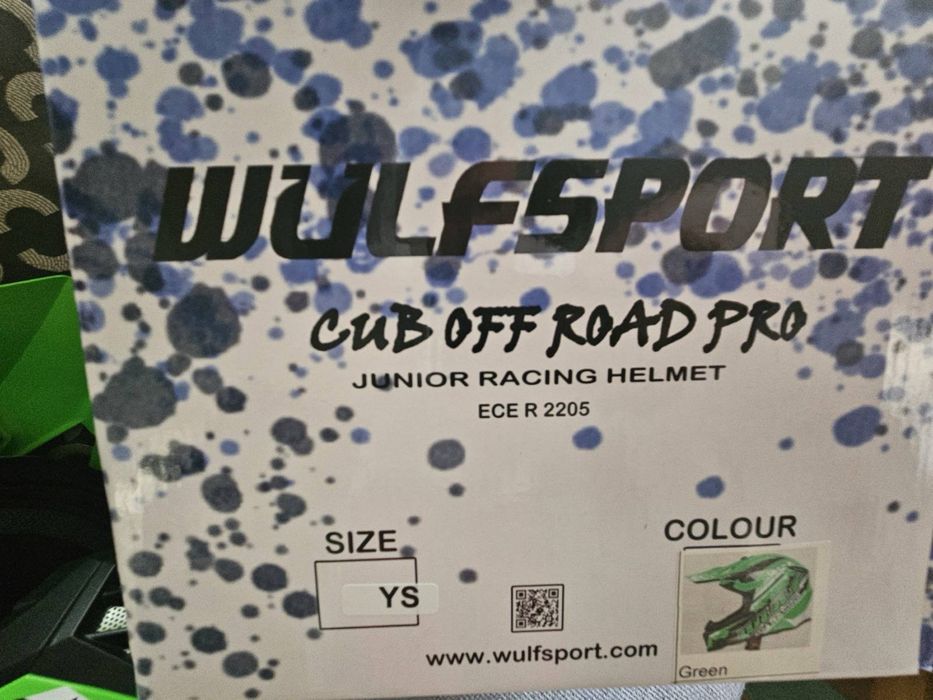 WULFSPORT
CUB OFF ROAD PRO
JUNIOR RACING HELMET
ECE R 2205
SIZE
YS
COLOUR
Green
www.wulfsport.com